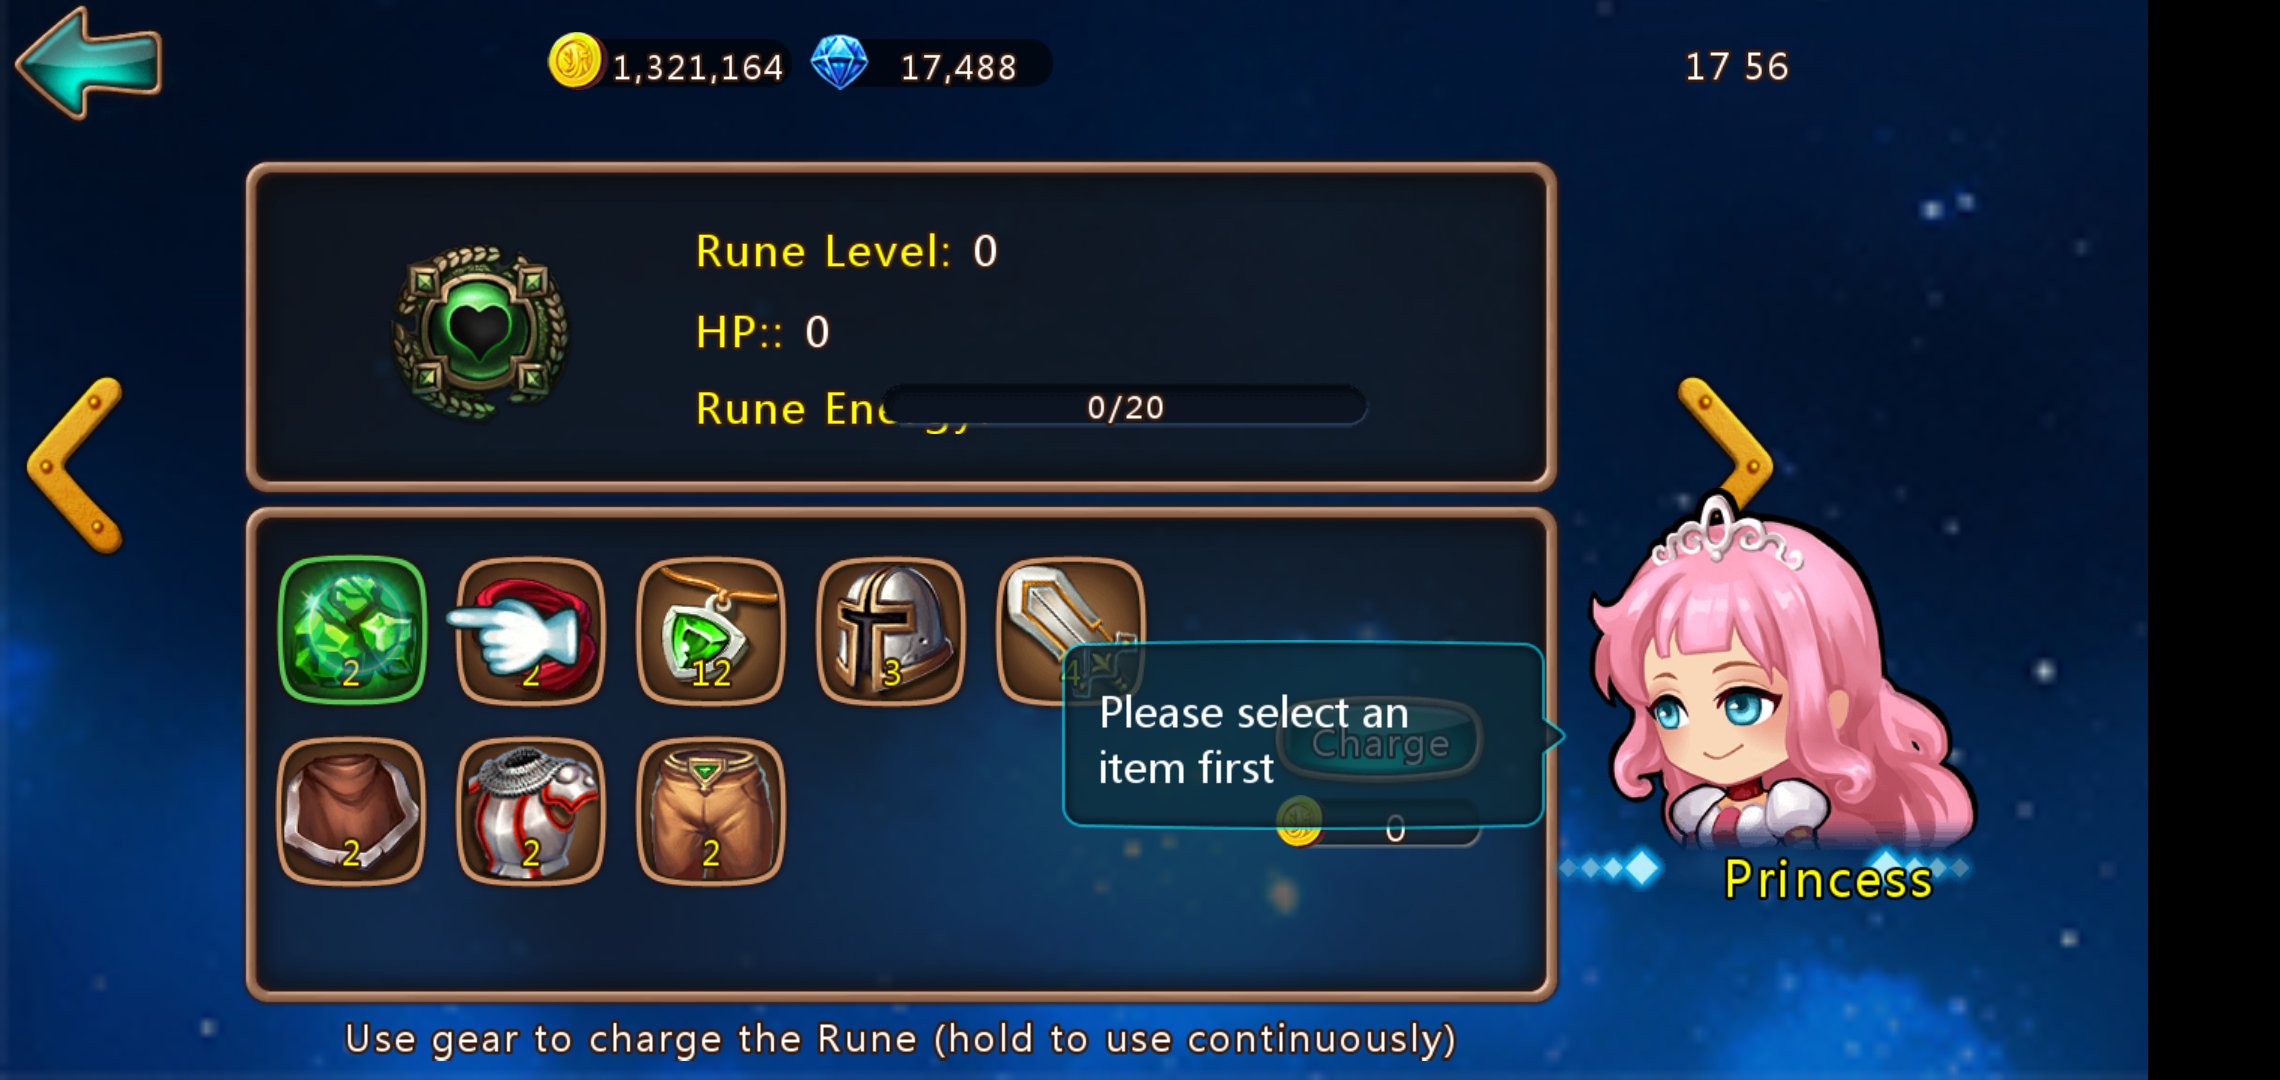 1,321,164
17,488
17 56
Rune Level: 0
HP:: 0
Rune Energy:
0/20
2
2
12
3
4
Please select an
item first
Charge
0
2
2
2
Princess
Use gear to charge the Rune (hold to use continuously)